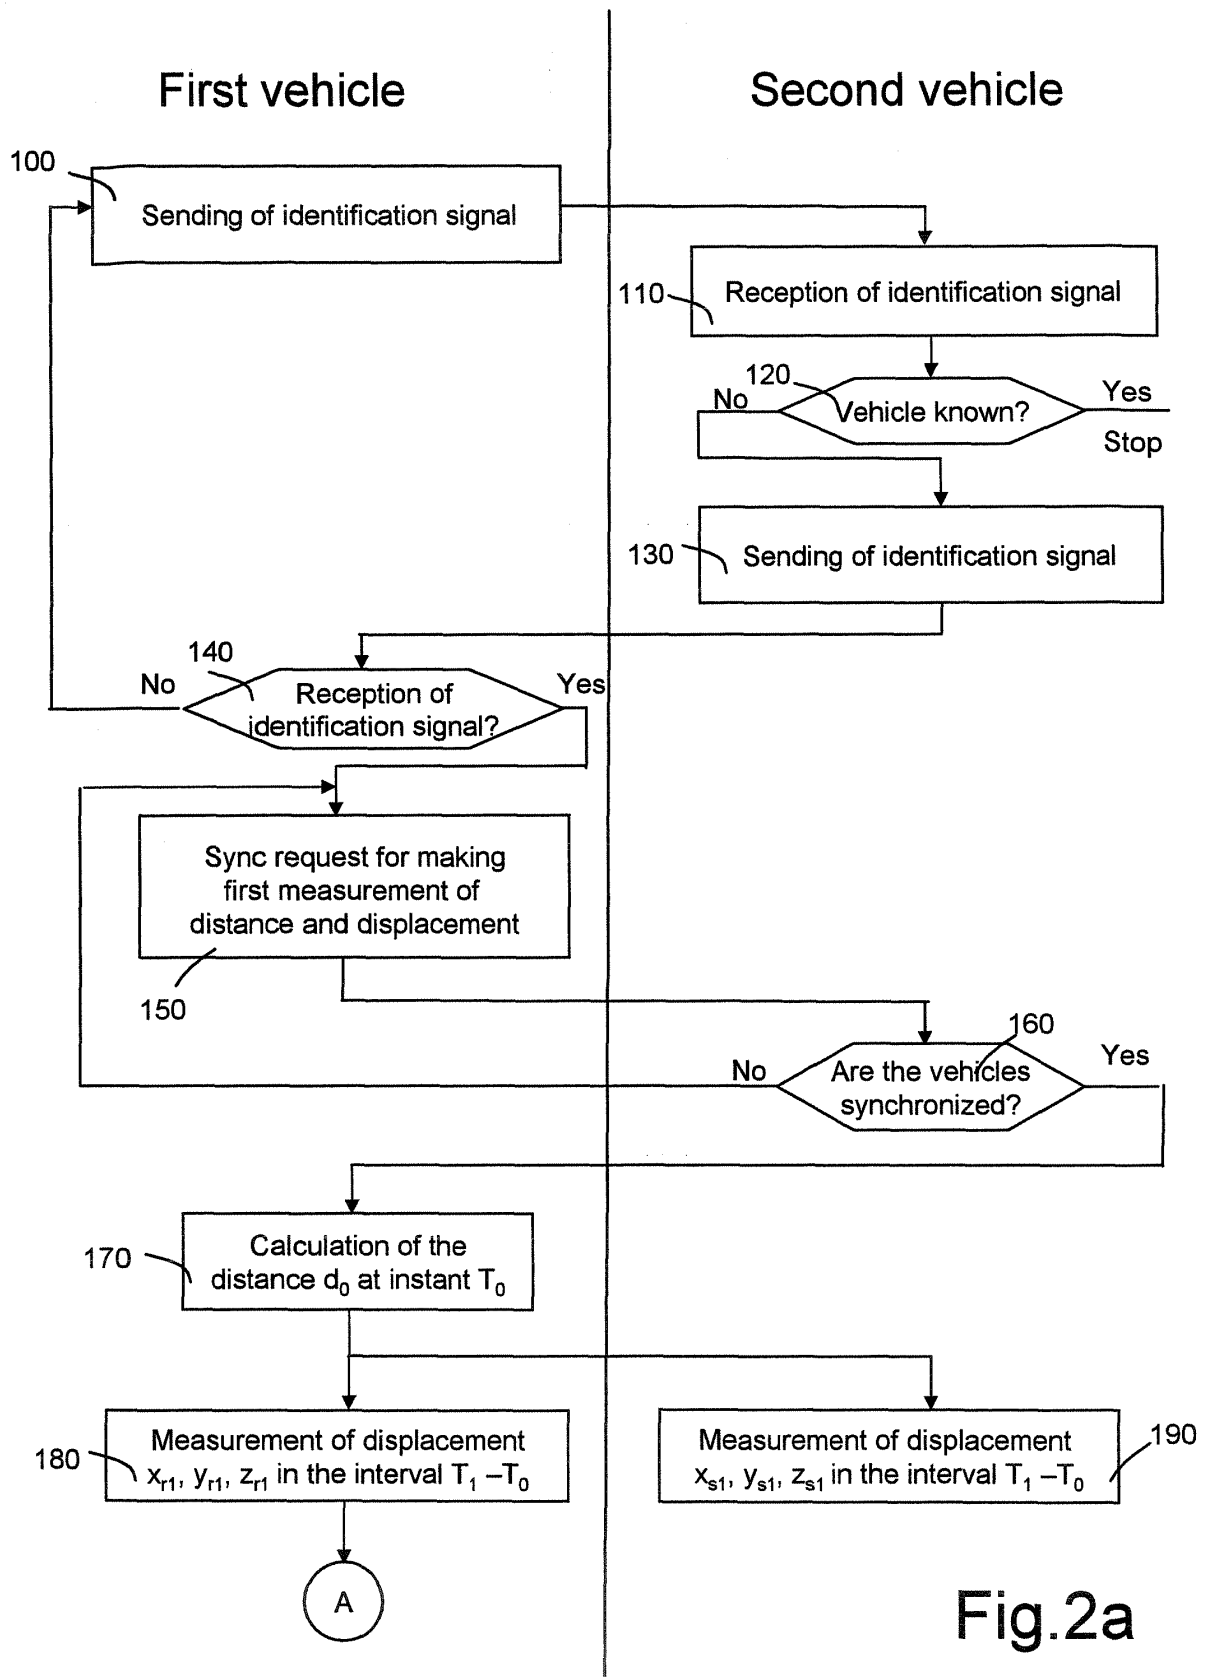 First vehicle
Second vehicle
100
Sending of identification signal
110
Reception of identification signal
120
No
Vehicle known?
Yes
Stop
130
Sending of identification signal
140
No
Reception of
identification signal?
Yes
Sync request for making
first measurement of
distance and displacement
150
160
No
Are the vehicles
synchronized?
Yes
170
Calculation of the
distance d0 at instant T0
180
Measurement of displacement
xr1, yr1, zr1 in the interval T1 –T0
Measurement of displacement
xs1, ys1, zs1 in the interval T1 –T0
190
A
Fig.2a